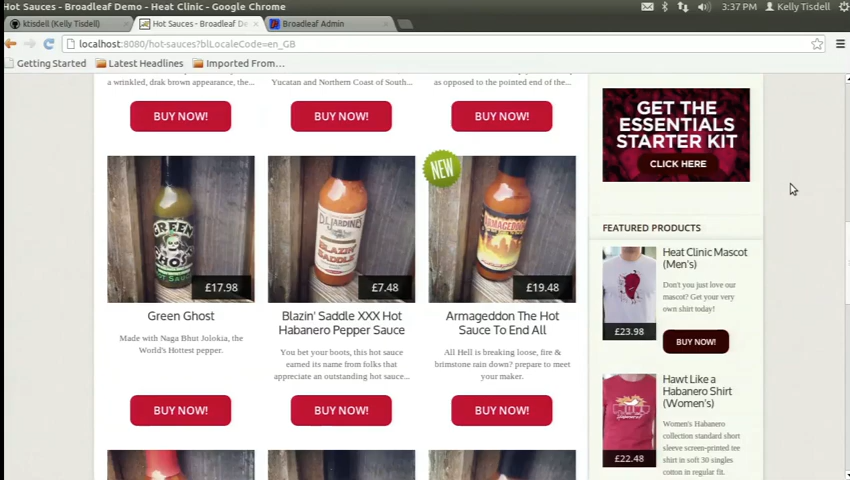 Hot Sauces - Broadleaf Demo - Heat Clinic - Google Chrome
3:37 PM Kelly Tisdell
ktisdell (Kelly Tisdell)
Hot Sauces - Broadleaf De
Broadleaf Admin
localhost:8080/hot-sauces?blLocaleCode=en_GB
Getting Started
Latest Headlines
Imported From...
a wrinkled, drak brown appearance, the...
Yucatan and Northern Coast of South...
as opposed to the pointed end of the...
BUY NOW!
BUY NOW!
BUY NOW!
GET THE
ESSENTIALS
STARTER KIT
CLICK HERE
NEW
GREEN
GHOST
D.L. JARDINE'S
BLAZIN'
SADDLE
ARMAGEDDON
£17.98
£7.48
£19.48
Green Ghost
Made with Naga Bhut Jolokia, the
World's Hottest pepper.
Blazin' Saddle XXX Hot
Habanero Pepper Sauce
You bet your boots, this hot sauce
earned its name from folks that
appreciate an outstanding hot sauce...
Armageddon The Hot
Sauce To End All
All Hell is breaking loose, fire &
brimstone rain down? prepare to meet
your maker.
BUY NOW!
BUY NOW!
BUY NOW!
FEATURED PRODUCTS
Heat Clinic Mascot
(Men's)
Don't you just love our
mascot? Get your very
own shirt today!
£23.98
BUY NOW!
Hawt Like a
Habanero Shirt
(Women's)
Women's Habanero
collection standard short
sleeve screen-printed tee
shirt in soft 30 singles
cotton in regular fit.
£22.48